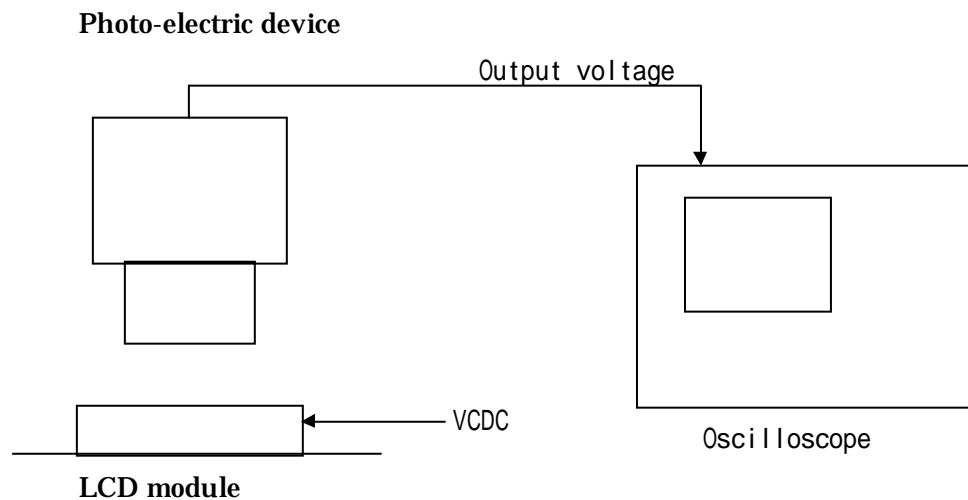 Photo-electric device
Output voltage
VCDC
Oscilloscope
LCD module